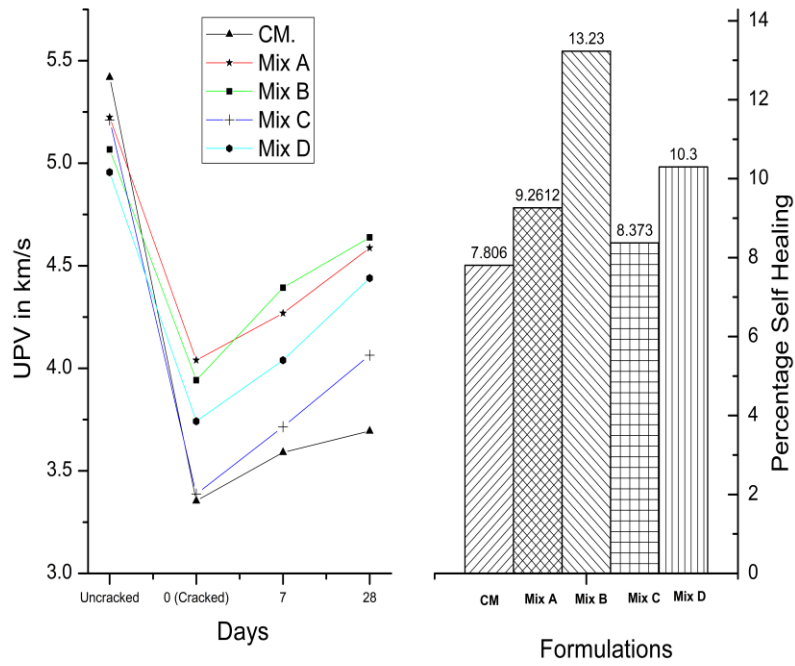 CM.
Mix A
Mix B
Mix C
Mix D
5.5
5.0
4.5
4.0
3.5
3.0
UPV in km/s
Uncracked
0 (Cracked)
7
28
Days
7.806
9.2612
13.23
8.373
10.3
14
12
10
8
6
4
2
0
Percentage Self Healing
CM
Mix A
Mix B
Mix C
Mix D
Formulations